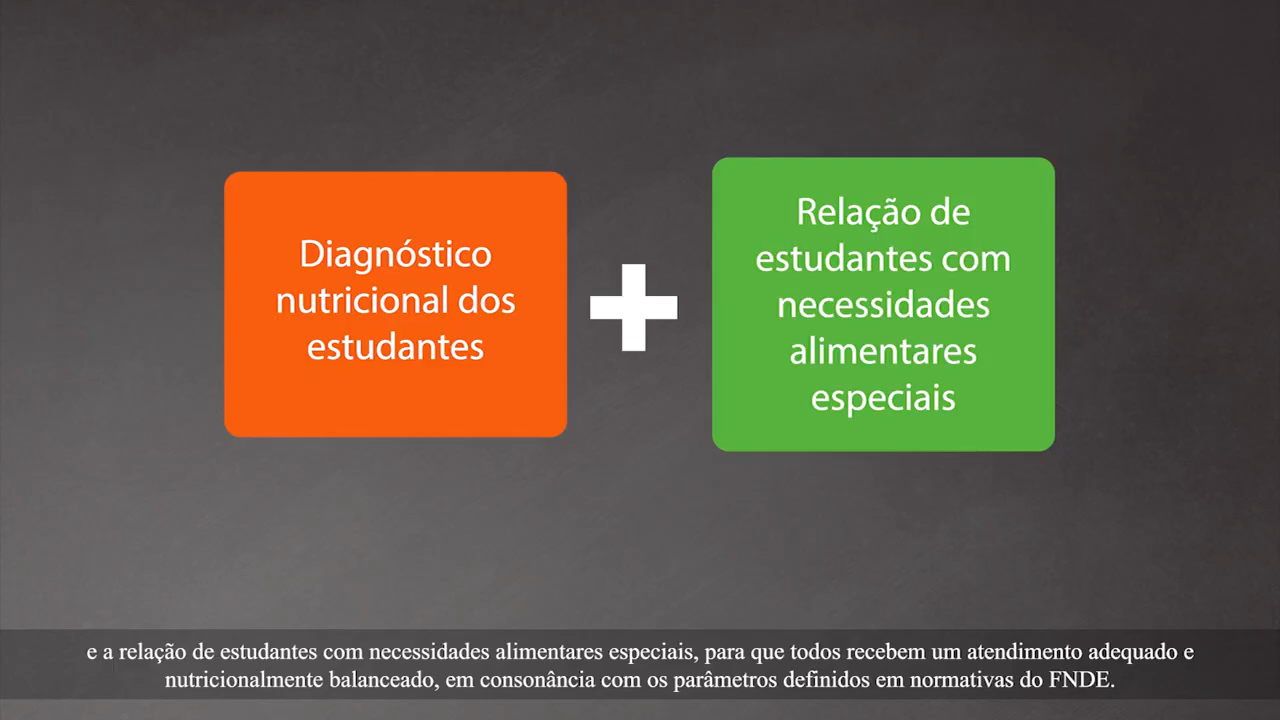 Diagnóstico
nutricional dos
estudantes
Relação de
estudantes com
necessidades
alimentares
especiais
e a relação de estudantes com necessidades alimentares especiais, para que todos recebem um atendimento adequado e
nutricionalmente balanceado, em consonância com os parâmetros definidos em normativas do FNDE.